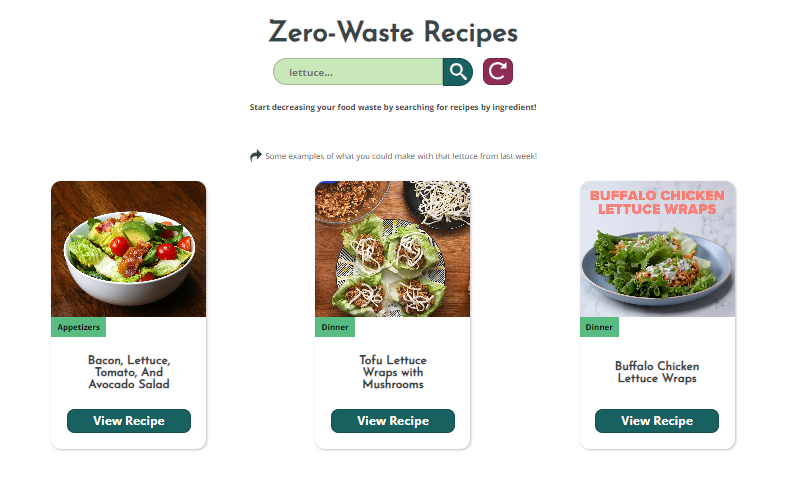 Zero-Waste Recipes
lettuce...
Start decreasing your food waste by searching for recipes by ingredient!
Some examples of what you could make with that lettuce from last week!
BUFFALO CHICKEN
LETTUCE WRAPS
Appetizers
Dinner
Dinner
Bacon, Lettuce,
Tomato, And
Avocado Salad
Tofu Lettuce
Wraps with
Mushrooms
Buffalo Chicken
Lettuce Wraps
View Recipe
View Recipe
View Recipe